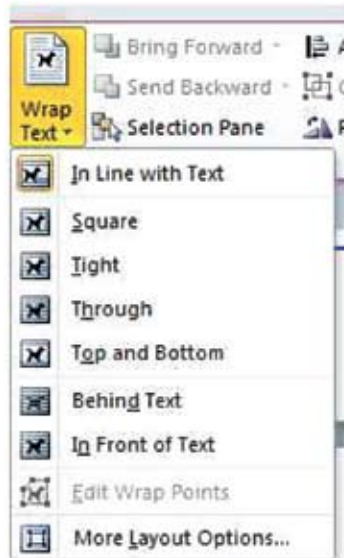 Bring Forward
Send Backward
Wrap
Text
Selection Pane
In Line with Text
Square
Tight
Through
Top and Bottom
Behind Text
In Front of Text
Edit Wrap Points
More Layout Options...